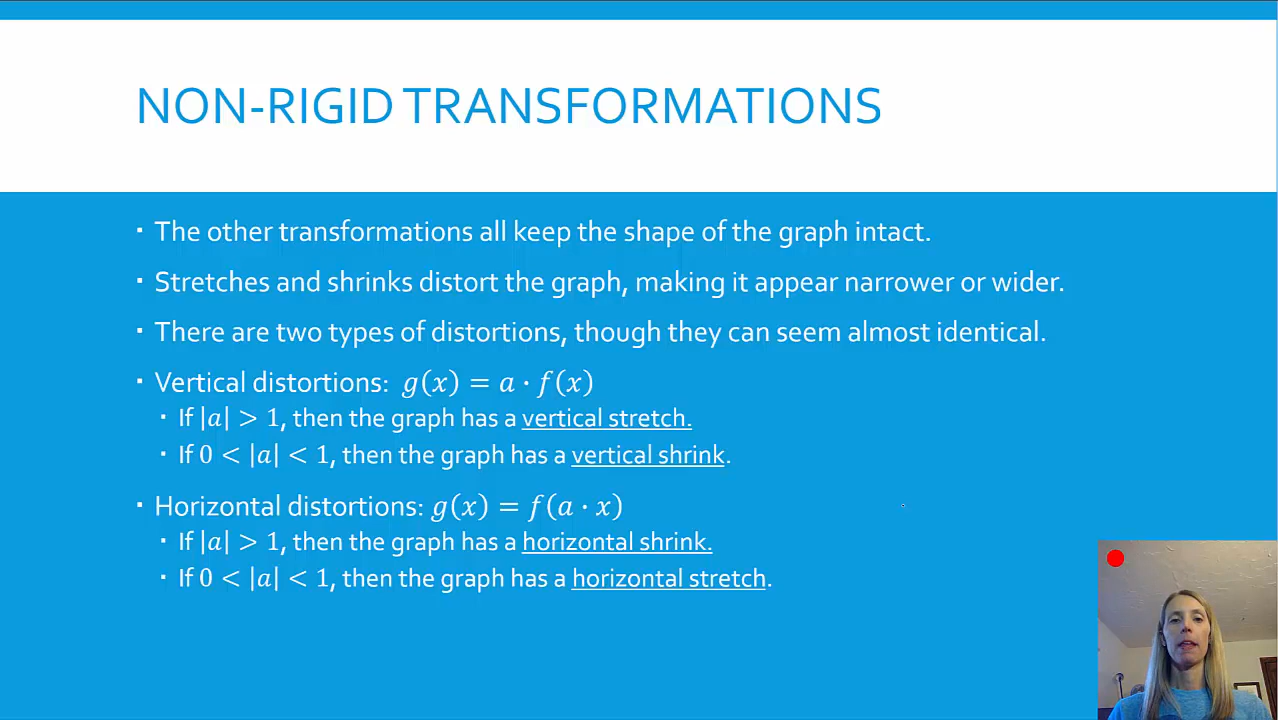 NON-RIGID TRANSFORMATIONS
▪ The other transformations all keep the shape of the graph intact.
▪ Stretches and shrinks distort the graph, making it appear narrower or wider.
▪ There are two types of distortions, though they can seem almost identical.
▪ Vertical distortions: g(x) = a · f(x)
▪ If |a| > 1, then the graph has a vertical stretch.
▪ If 0 < |a| < 1, then the graph has a vertical shrink.
▪ Horizontal distortions: g(x) = f(a · x)
▪ If |a| > 1, then the graph has a horizontal shrink.
▪ If 0 < |a| < 1, then the graph has a horizontal stretch.